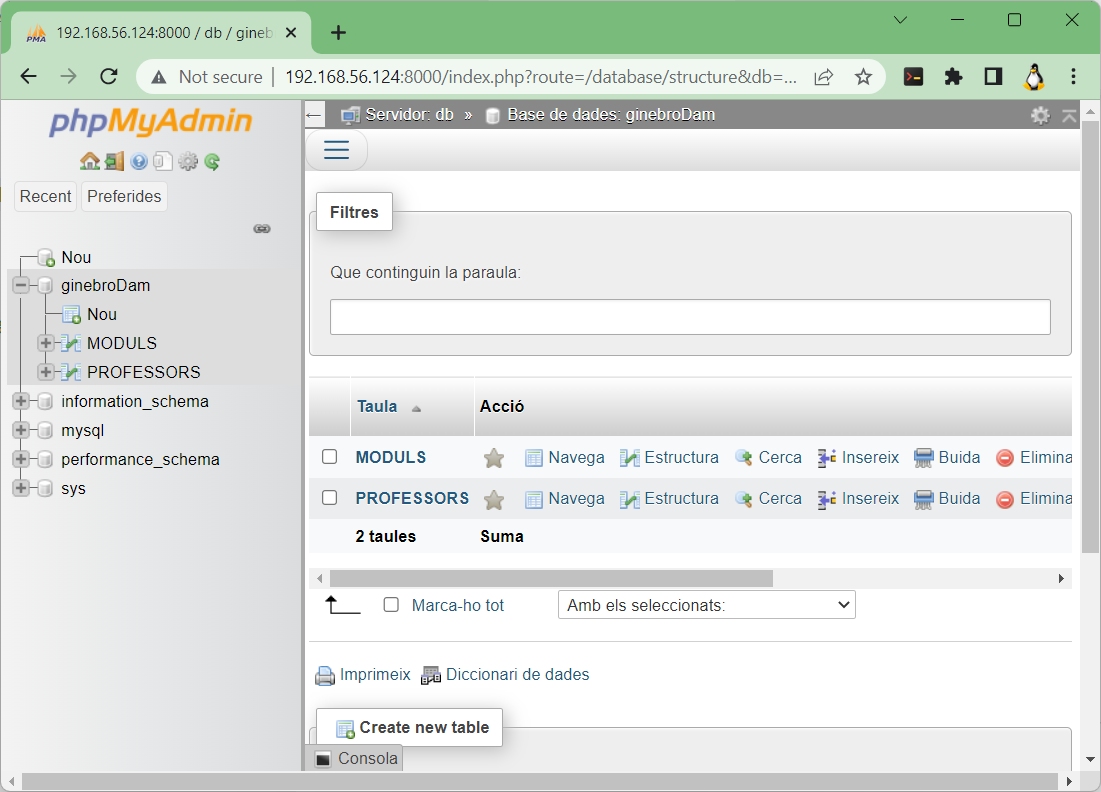 PMA 192.168.56.124:8000 / db / gineb
Not secure | 192.168.56.124:8000/index.php?route=/database/structure&db=...
phpMyAdmin
Recent Preferides
Nou
ginebroDam
Nou
MODULS
PROFESSORS
information_schema
mysql
performance_schema
sys
Servidor: db » Base de dades: ginebroDam
Filtres
Que continguin la paraula:
Taula Acció
MODULS Navega Estructura Cerca Insereix Buida Elimina
PROFESSORS Navega Estructura Cerca Insereix Buida Elimina
2 taules Suma
Marca-ho tot Amb els seleccionats:
Imprimeix Diccionari de dades
Create new table
Consola